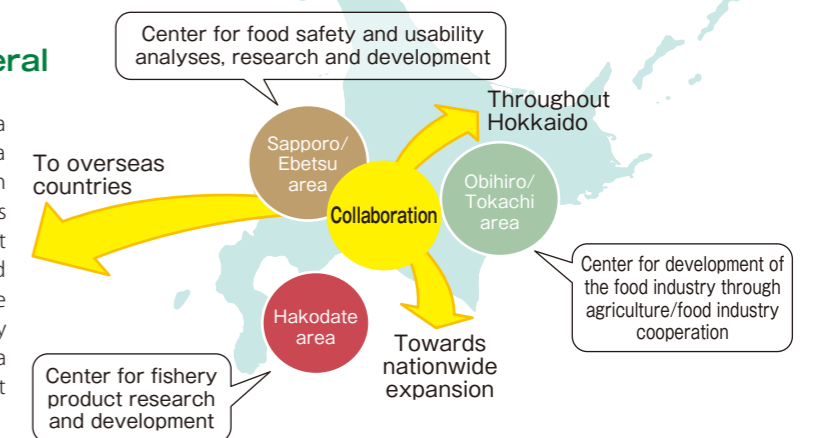 Center for food safety and usability
analyses, research and development
Throughout
Hokkaido
To overseas
countries
Sapporo/
Ebetsu
area
Collaboration
Obihiro/
Tokachi
area
Center for development of
the food industry through
agriculture/food industry
cooperation
Hakodate
area
Towards
nationwide
expansion
Center for fishery
product research
and development